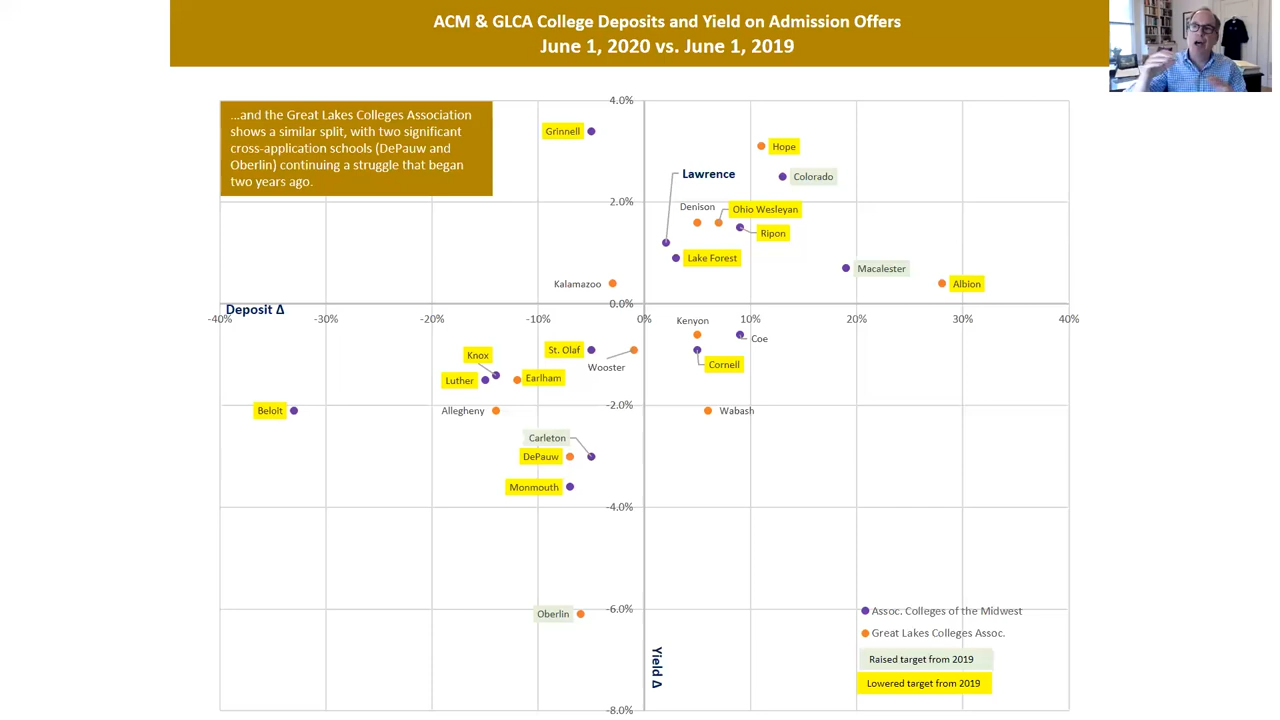 ACM & GLCA College Deposits and Yield on Admission Offers
June 1, 2020 vs. June 1, 2019
...and the Great Lakes Colleges Association
shows a similar split, with two significant
cross-application schools (DePauw and
Oberlin) continuing a struggle that began
two years ago.
4.0%
Grinnell
Hope
Lawrence
Colorado
2.0%
Denison
Ohio Wesleyan
Ripon
Lake Forest
Macalester
Kalamazoo
Albion
0.0%
Deposit Δ
-40%
-30%
-20%
-10%
0%
10%
20%
30%
40%
Kenyon
Coe
Knox
St. Olaf
Wooster
Cornell
Luther
Earlham
Beloit
Allegheny
-2.0%
Wabash
Carleton
DePauw
Monmouth
-4.0%
Oberlin
-6.0%
Assoc. Colleges of the Midwest
Great Lakes Colleges Assoc.
Raised target from 2019
Lowered target from 2019
Yield Δ
-8.0%